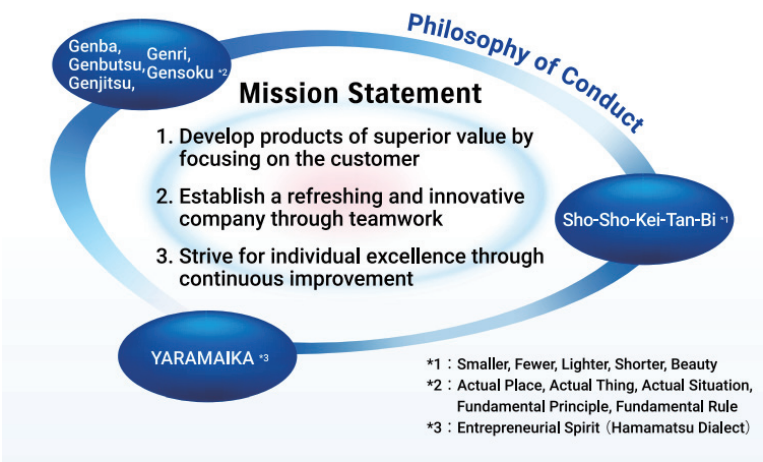 Philosophy of Conduct
Genba,
Genbutsu,
Genjitsu,
Genri,
Gensoku *2
Mission Statement
1. Develop products of superior value by
focusing on the customer
2. Establish a refreshing and innovative
company through teamwork
3. Strive for individual excellence through
continuous improvement
Sho-Sho-Kei-Tan-Bi *1
YARAMAIKA *3
*1：Smaller, Fewer, Lighter, Shorter, Beauty
*2：Actual Place, Actual Thing, Actual Situation,
Fundamental Principle, Fundamental Rule
*3：Entrepreneurial Spirit（Hamamatsu Dialect）